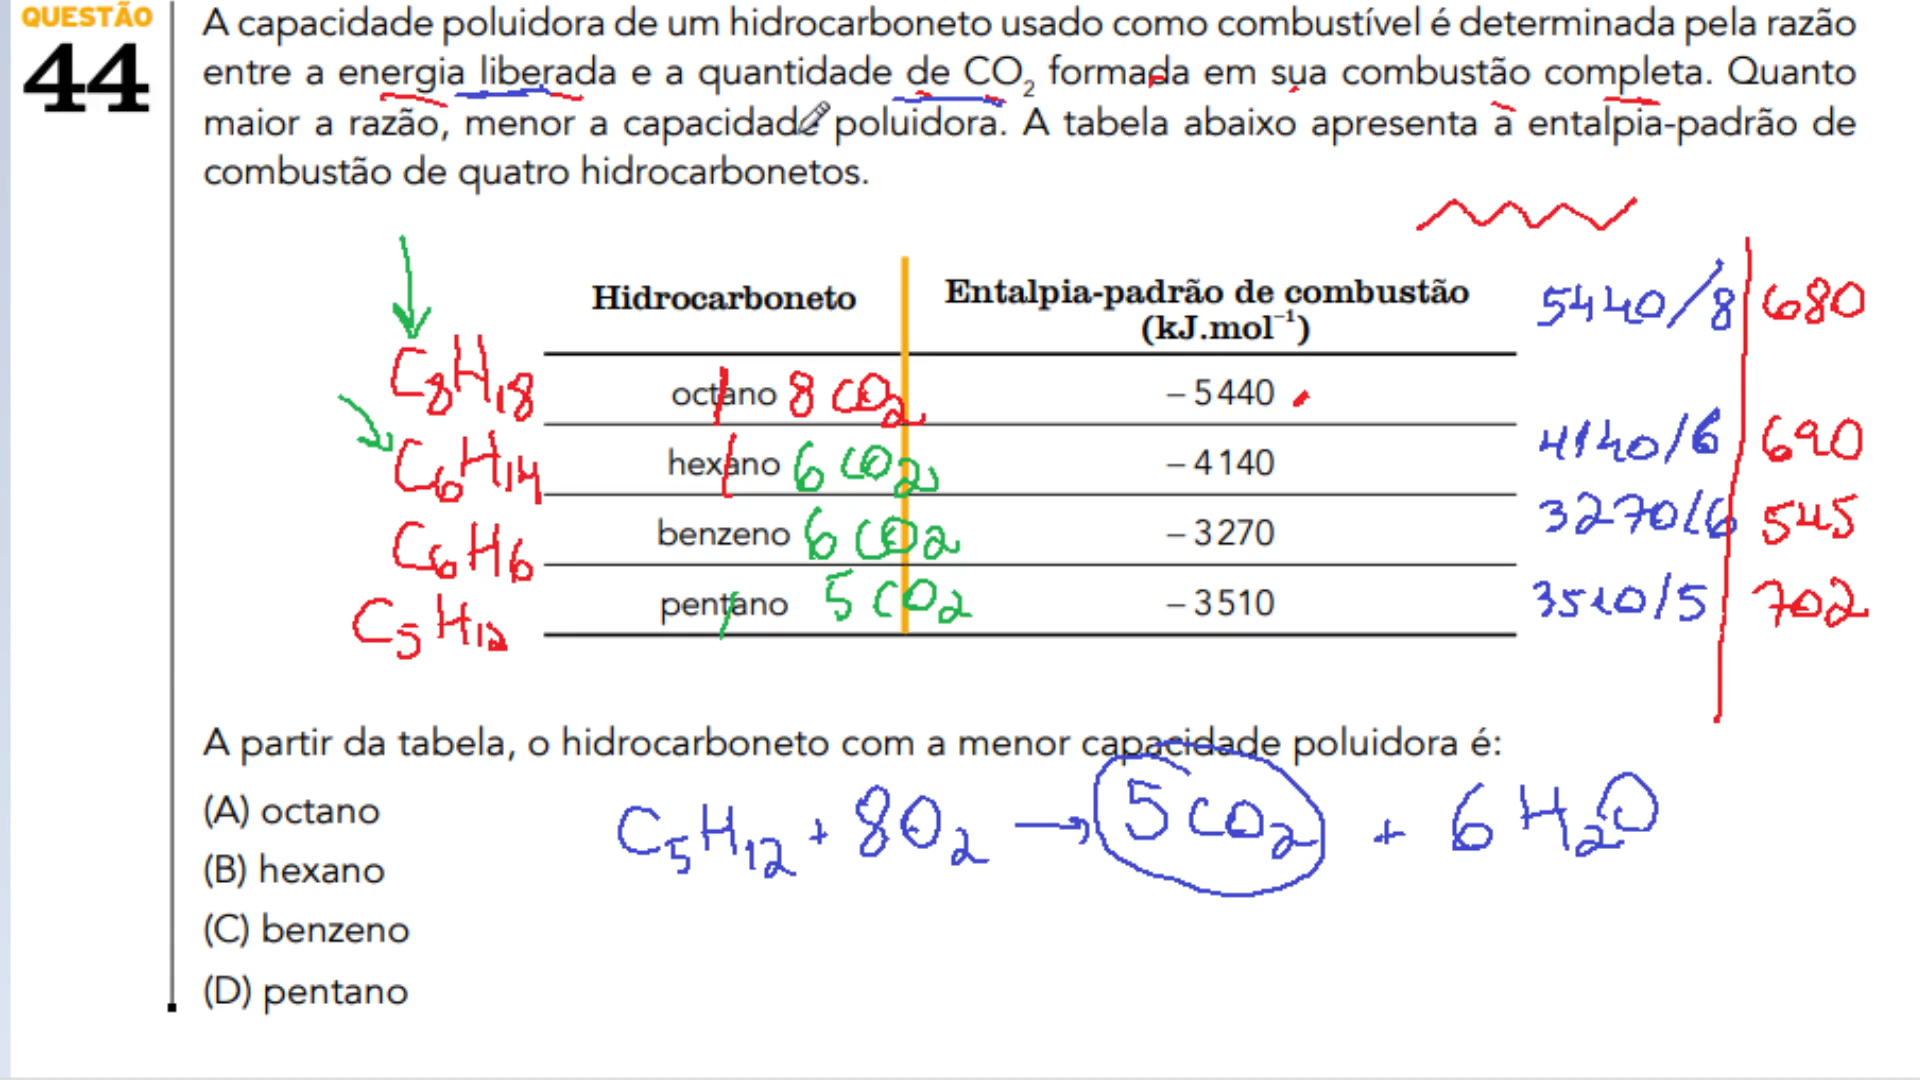 QUESTÃO
44
A capacidade poluidora de um hidrocarboneto usado como combustível é determinada pela razão
entre a energia liberada e a quantidade de CO₂ formada em sua combustão completa. Quanto
maior a razão, menor a capacidade poluidora. A tabela abaixo apresenta a entalpia-padrão de
combustão de quatro hidrocarbonetos.
Hidrocarboneto Entalpia-padrão de combustão
(kJ.mol⁻¹)
5440/8 680
C₈H₁₈ octano 8 CO₂ – 5440
C₆H₁₄ hexano 6 CO₂ – 4140 4140/6 690
C₆H₆ benzeno 6 CO₂ – 3270 3270/6 545
C₅H₁₂ pentano 5 CO₂ – 3510 3510/5 702
A partir da tabela, o hidrocarboneto com a menor capacidade poluidora é:
(A) octano
C₅H₁₂ + 8O₂ → 5CO₂ + 6H₂O
(B) hexano
(C) benzeno
(D) pentano